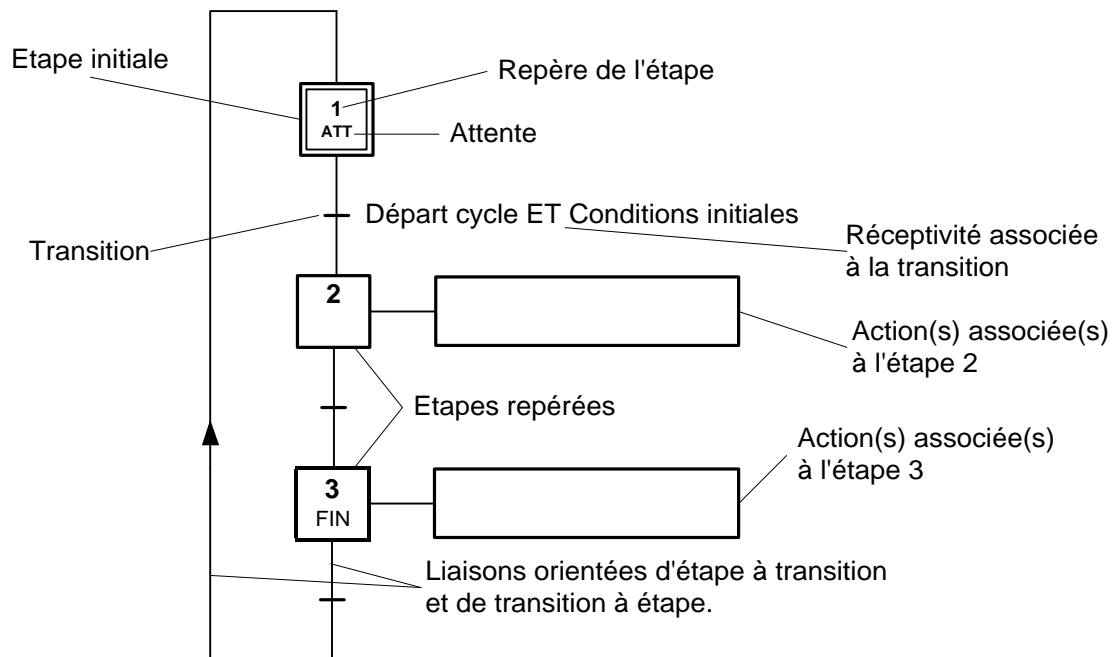 Etape initiale
Repère de l'étape
1
ATT
Attente
Départ cycle ET Conditions initiales
Transition
Réceptivité associée
à la transition
2
Action(s) associée(s)
à l'étape 2
Etapes repérées
Action(s) associée(s)
à l'étape 3
3
FIN
Liaisons orientées d'étape à transition
et de transition à étape.